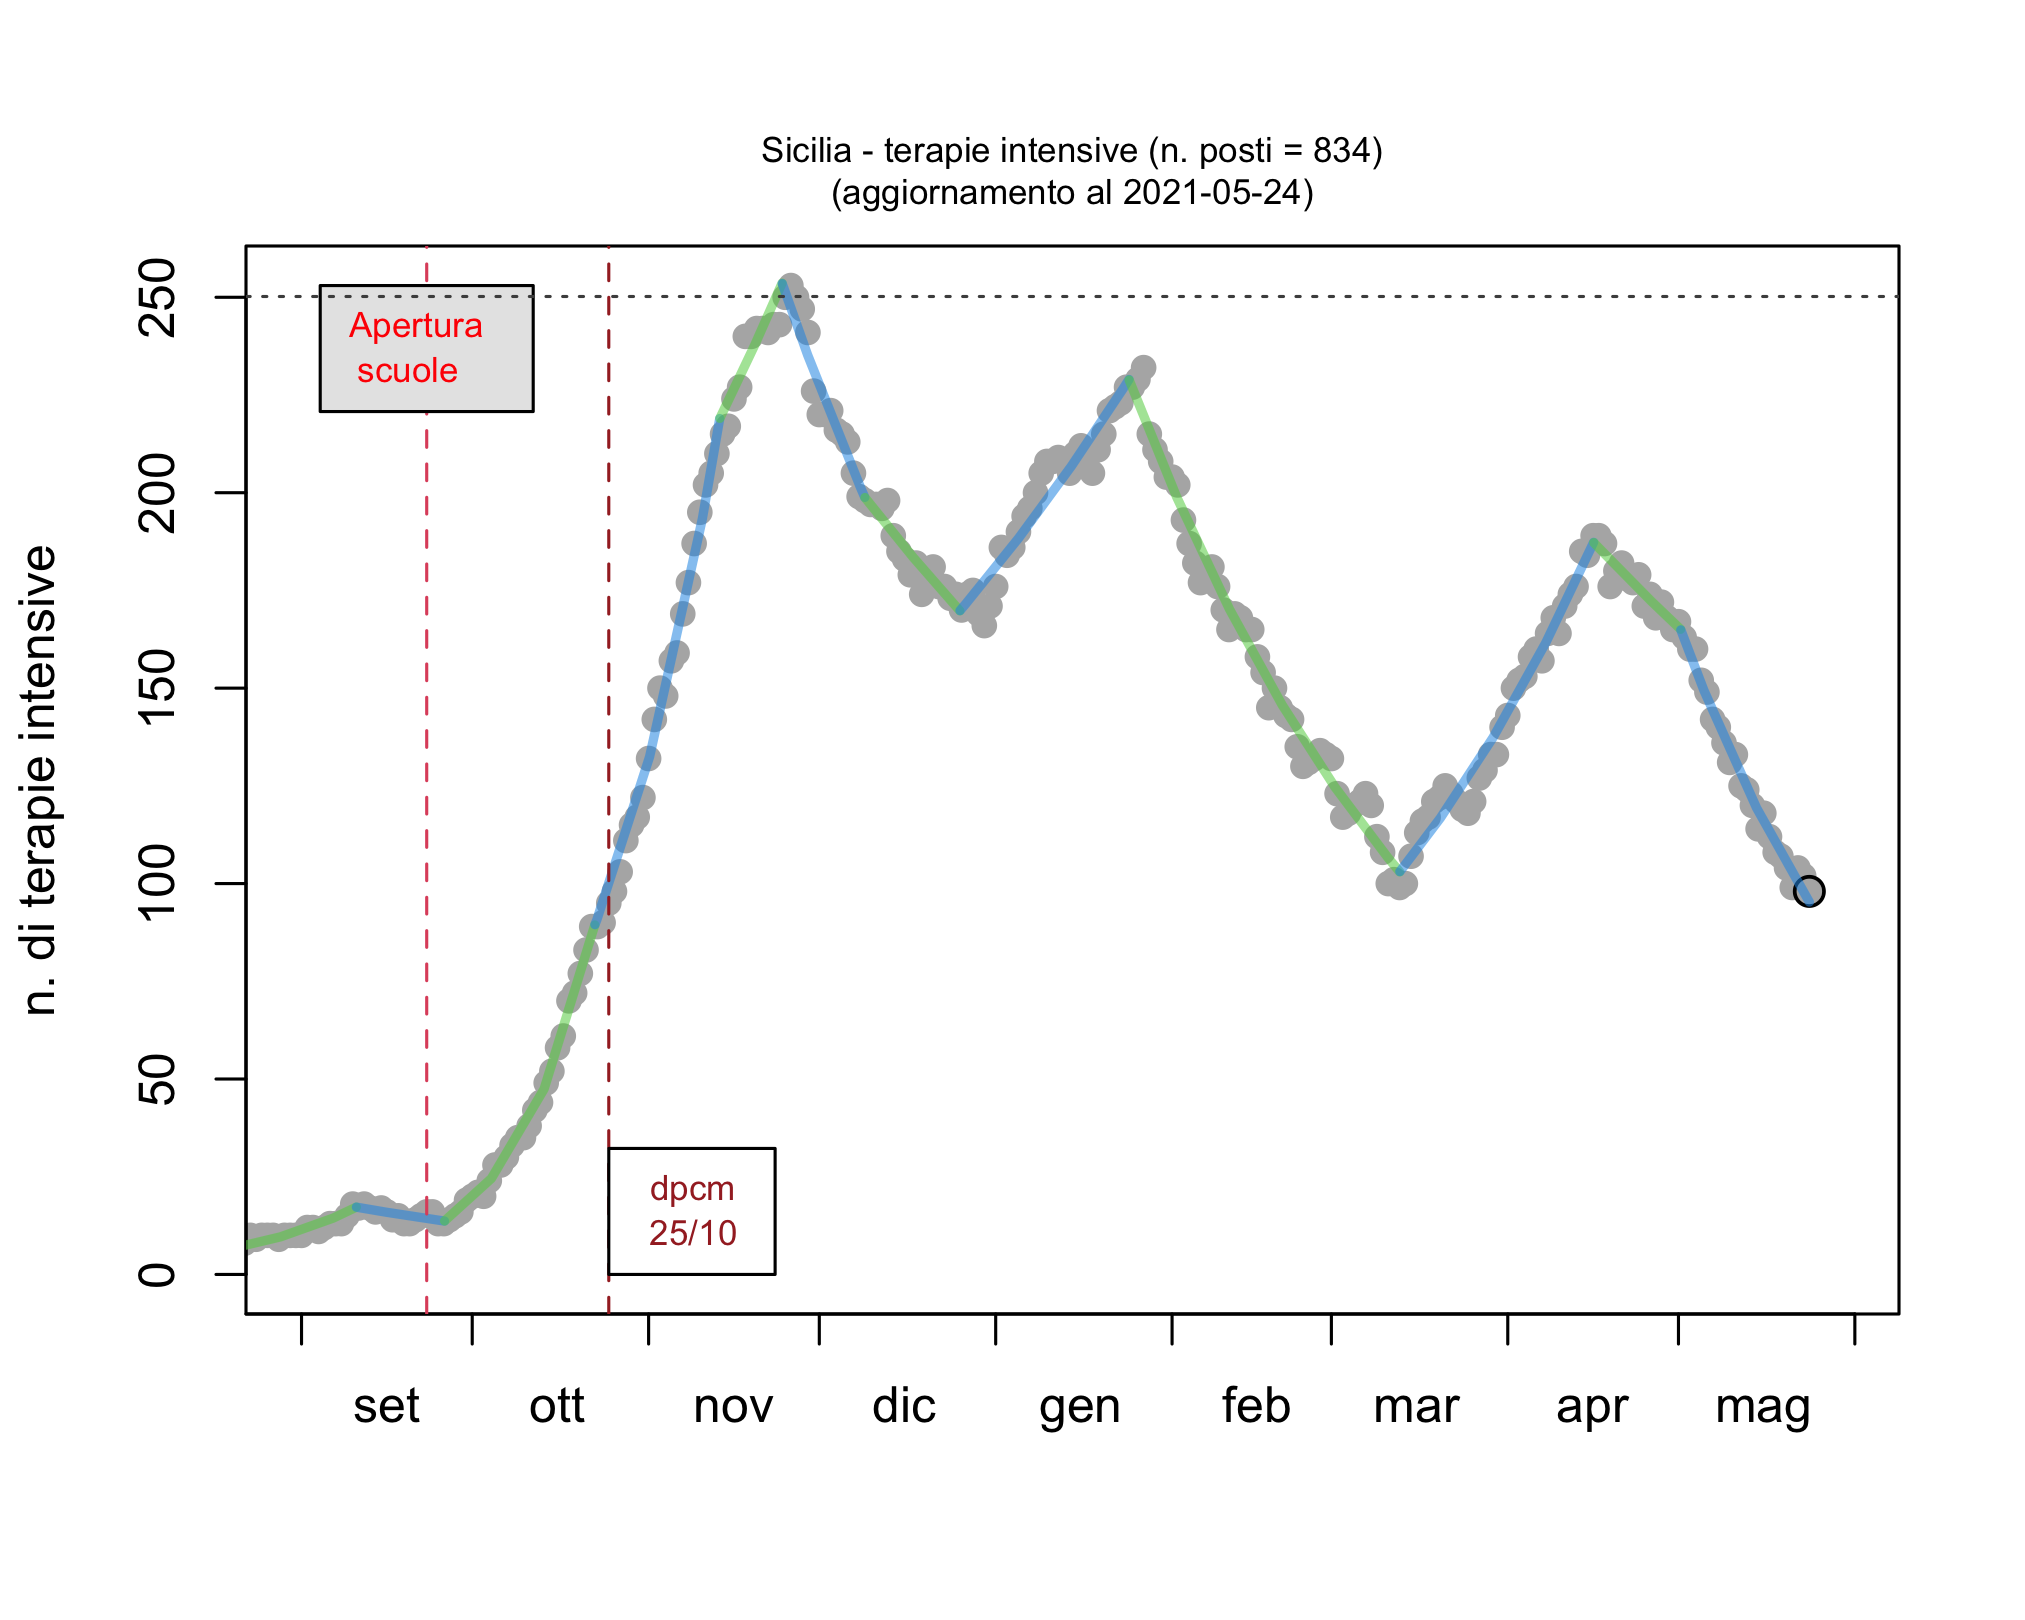 Sicilia - terapie intensive (n. posti = 834)
(aggiornamento al 2021-05-24)
n. di terapie intensive
250
200
150
100
50
0
Apertura
scuole
dpcm
25/10
set
ott
nov
dic
gen
feb
mar
apr
mag